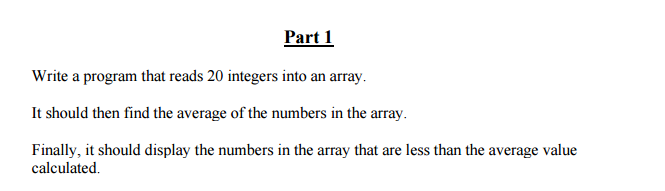 Part 1
Write a program that reads 20 integers into an array.
It should then find the average of the numbers in the array.
Finally, it should display the numbers in the array that are less than the average value
calculated.